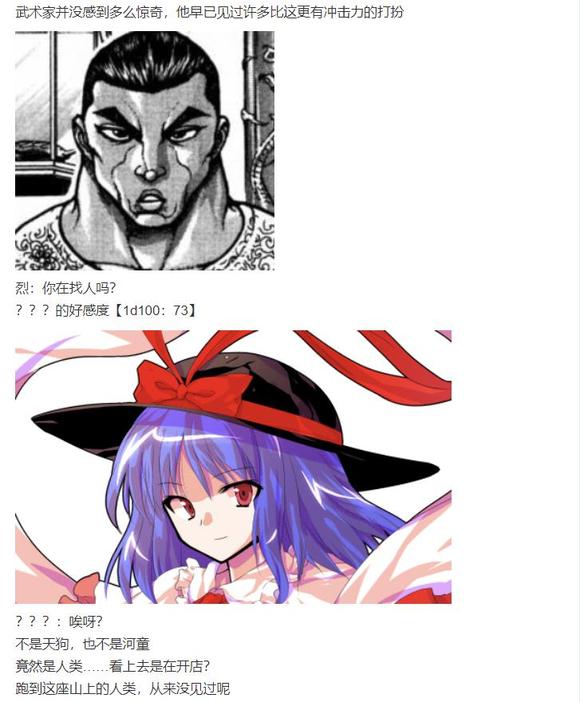 武术家并没感到多么惊奇，他早已见过许多比这更有冲击力的打扮
烈：你在找人吗？
？？？的好感度【1d100：73】
？？？：唉呀？
不是天狗，也不是河童
竟然是人类……看上去是在开店？
跑到这座山上的人类，从来没见过呢